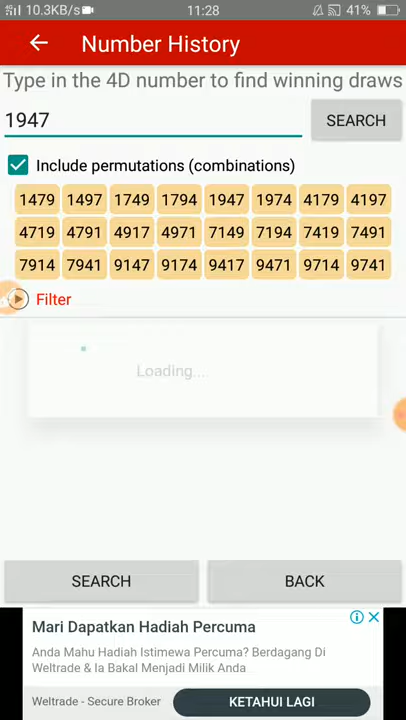 10.3KB/s 11:28 41%
Number History
Type in the 4D number to find winning draws
1947 SEARCH
Include permutations (combinations)
1479 1497 1749 1794 1947 1974 4179 4197
4719 4791 4917 4971 7149 7194 7419 7491
7914 7941 9147 9174 9417 9471 9714 9741
Filter
Loading...
SEARCH BACK
Mari Dapatkan Hadiah Percuma
Anda Mahu Hadiah Istimewa Percuma? Berdagang Di
Weltrade & Ia Bakal Menjadi Milik Anda
Weltrade - Secure Broker KETAHUI LAGI